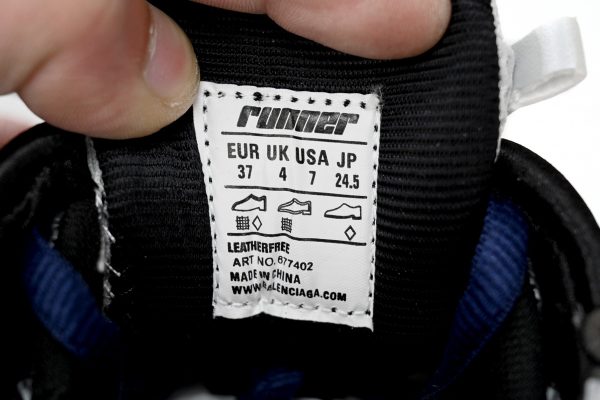 runner
EUR UK USA JP
37 4 7 24.5
LEATHERFREE
ART NO. 677402
MADE IN CHINA
WWW.BALENCIAGA.COM